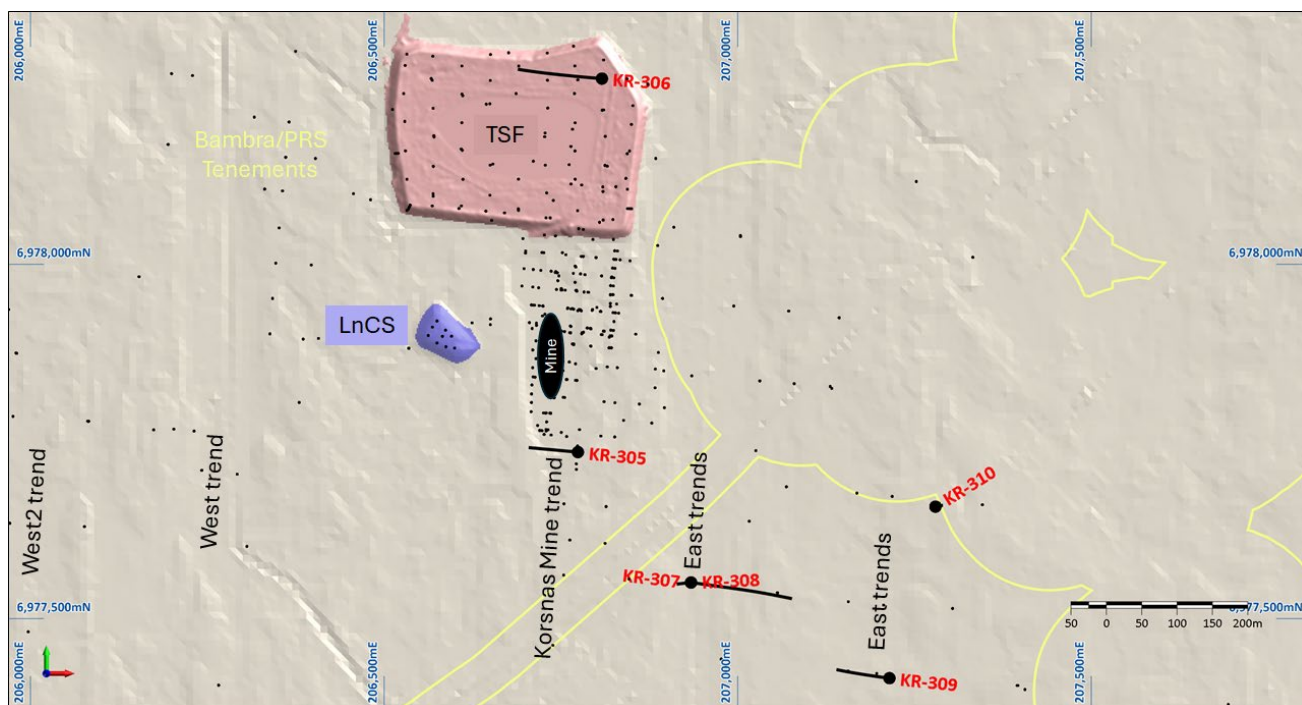 206,000mE
206,500mE
207,000mE
207,500mE
KR-306
TSF
Bambra/PRS
Tenements
6,978,000mN
6,978,000mN
LnCS
Mine
KR-305
West2 trend
West trend
Korsnas Mine trend
East trends
KR-310
KR-307
KR-308
East trends
6,977,500mN
6,977,500mN
50 0 50 100 150 200m
KR-309
206,000mE
206,500mE
207,000mE
207,500mE